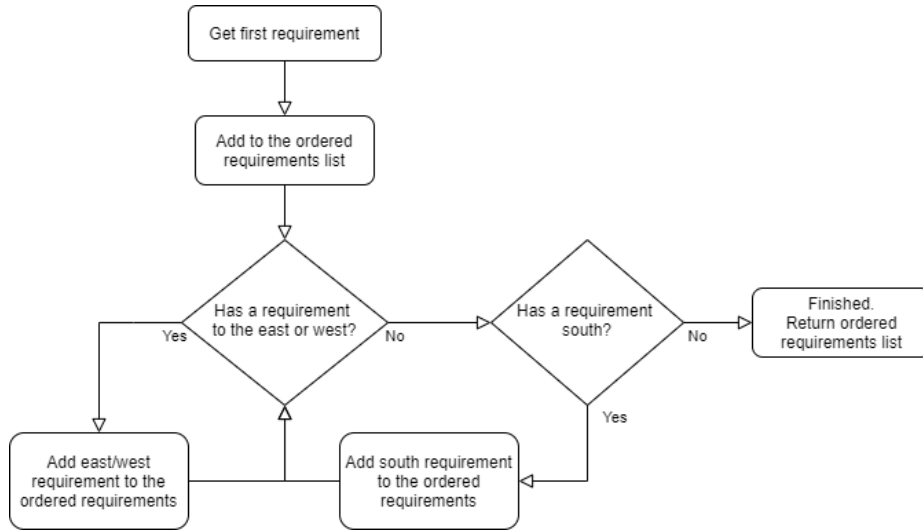 Get first requirement
Add to the ordered
requirements list
Has a requirement
to the east or west?
Yes
No
Has a requirement
south?
No
Yes
Finished.
Return ordered
requirements list
Add east/west
requirement to the
ordered requirements
Add south requirement
to the ordered
requirements